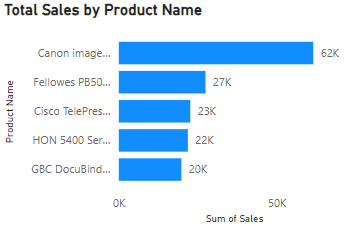 Total Sales by Product Name
Product Name
Canon image... 62K
Fellowes PB50... 27K
Cisco TelePres... 23K
HON 5400 Ser... 22K
GBC DocuBind... 20K
0K 50K
Sum of Sales